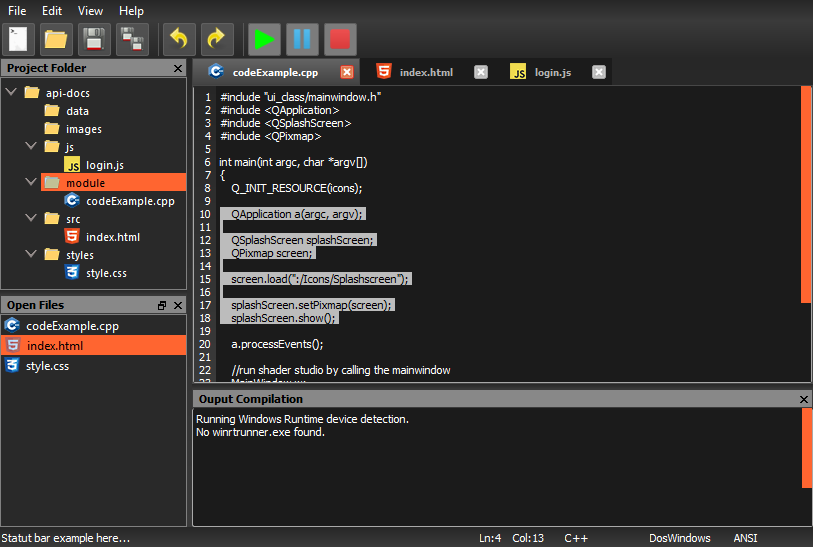 File Edit View Help
Project Folder
api-docs
data
images
js
login.js
module
codeExample.cpp
src
index.html
styles
style.css
Open Files
codeExample.cpp
index.html
style.css
codeExample.cpp index.html login.js
1 #include "ui_class/mainwindow.h"
2 #include <QApplication>
3 #include <QSplashScreen>
4 #include <QPixmap>
5
6 int main(int argc, char *argv[])
7 {
8 Q_INIT_RESOURCE(icons);
9
10 QApplication a(argc, argv);
11
12 QSplashScreen splashScreen;
13 QPixmap screen;
14
15 screen.load(":/Icons/Splashscreen");
16
17 splashScreen.setPixmap(screen);
18 splashScreen.show();
19
20 a.processEvents();
21
22 //run shader studio by calling the mainwindow
Ouput Compilation
Running Windows Runtime device detection.
No winrtrunner.exe found.
Statut bar example here... Ln:4 Col:13 C++ DosWindows ANSI